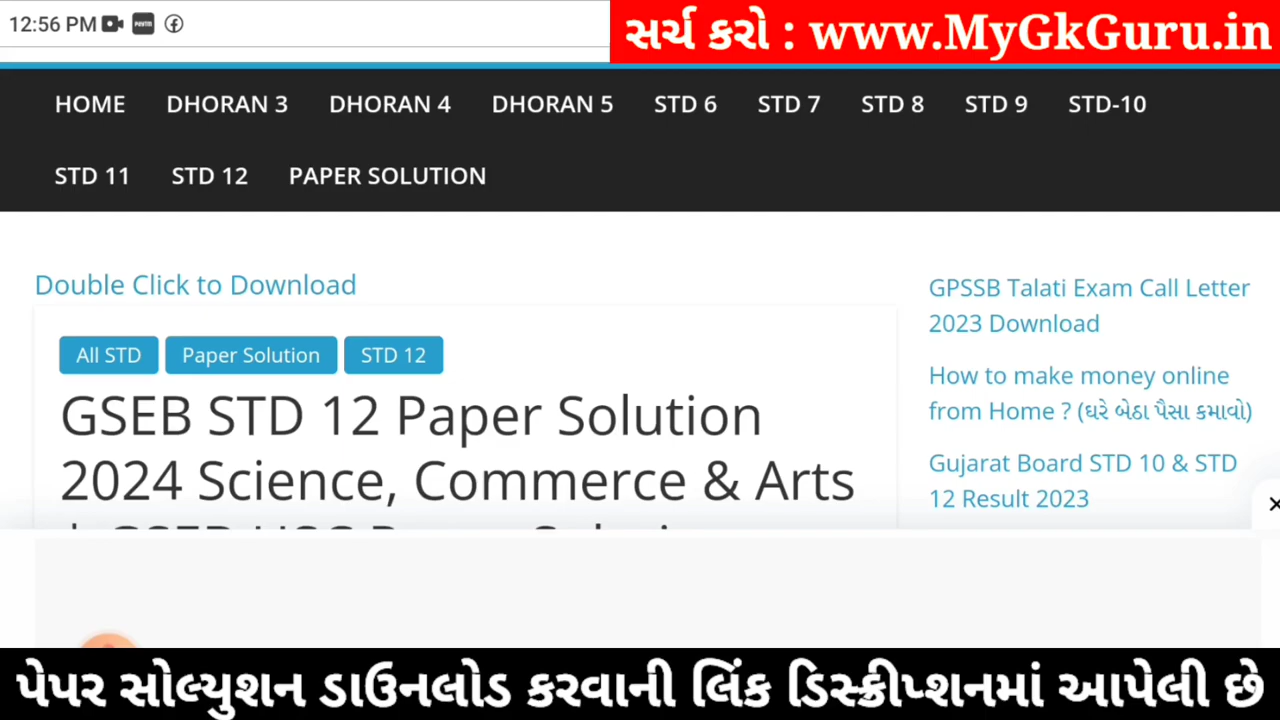 12:56 PM
સર્ચ કરો : www.MyGkGuru.in
HOME DHORAN 3 DHORAN 4 DHORAN 5 STD 6 STD 7 STD 8 STD 9 STD-10
STD 11 STD 12 PAPER SOLUTION
Double Click to Download
All STD Paper Solution STD 12
GSEB STD 12 Paper Solution
2024 Science, Commerce & Arts
GPSSB Talati Exam Call Letter
2023 Download
How to make money online
from Home ? (ઘરે બેઠા પૈસા કમાવો)
Gujarat Board STD 10 & STD
12 Result 2023
પેપર સોલ્યુશન ડાઉનલોડ કરવાની લિંક ડિસ્ક્રીપ્શનમાં આપેલી છે